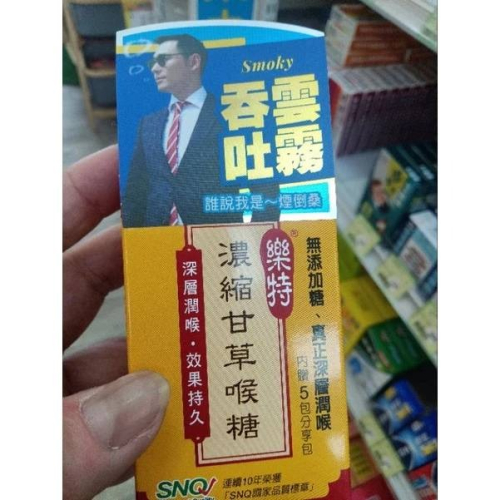 Smoky
雲霧
吞吐
誰說我是～煙倒桑
樂特®
濃縮甘草喉糖
無添加糖、真正深層潤喉
內贈5包分享包
深層潤喉・效果持久
SNQ!
連續10年榮獲
「SNQ國家品質標章」